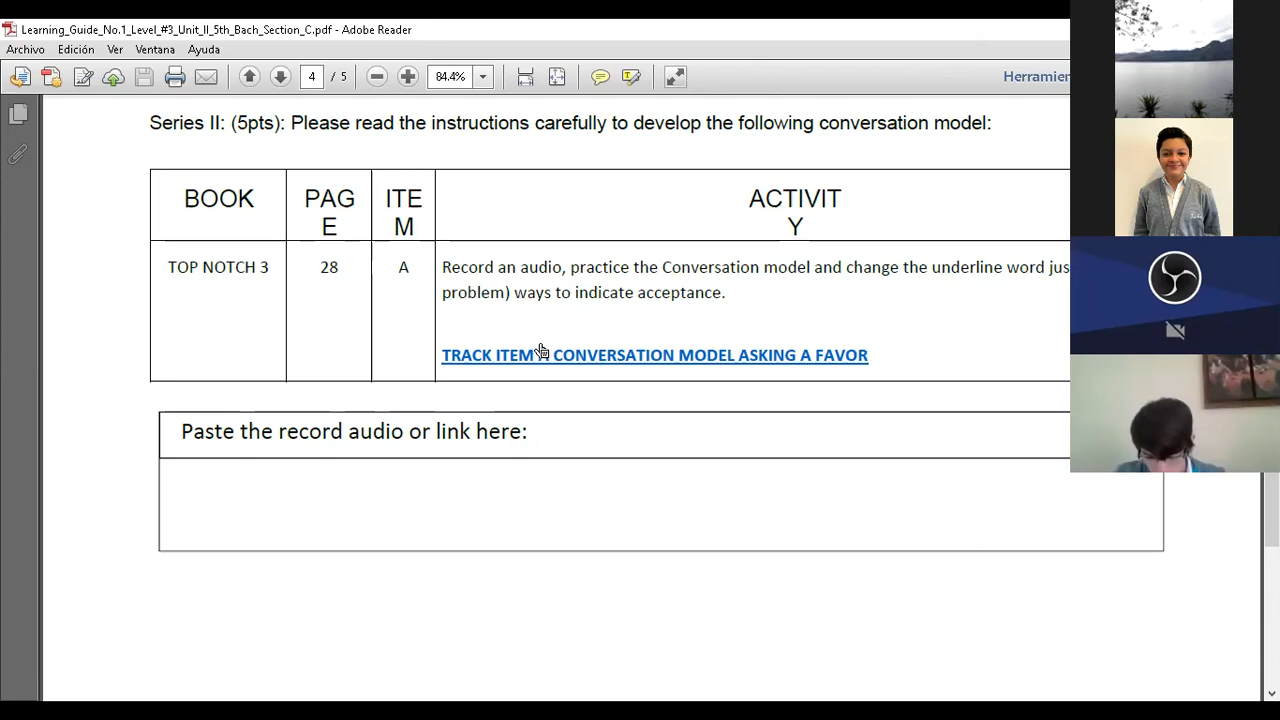 Learning_Guide_No.1_Level_#3_Unit_II_5th_Bach_Section_C.pdf - Adobe Reader
Archivo Edición Ver Ventana Ayuda
4 / 5 84.4% Herramien
Series II: (5pts): Please read the instructions carefully to develop the following conversation model:
BOOK
PAG
E
ITE
M
ACTIVIT
Y
TOP NOTCH 3
28
A
Record an audio, practice the Conversation model and change the underline word jus
problem) ways to indicate acceptance.
TRACK ITEM A CONVERSATION MODEL ASKING A FAVOR
Paste the record audio or link here: